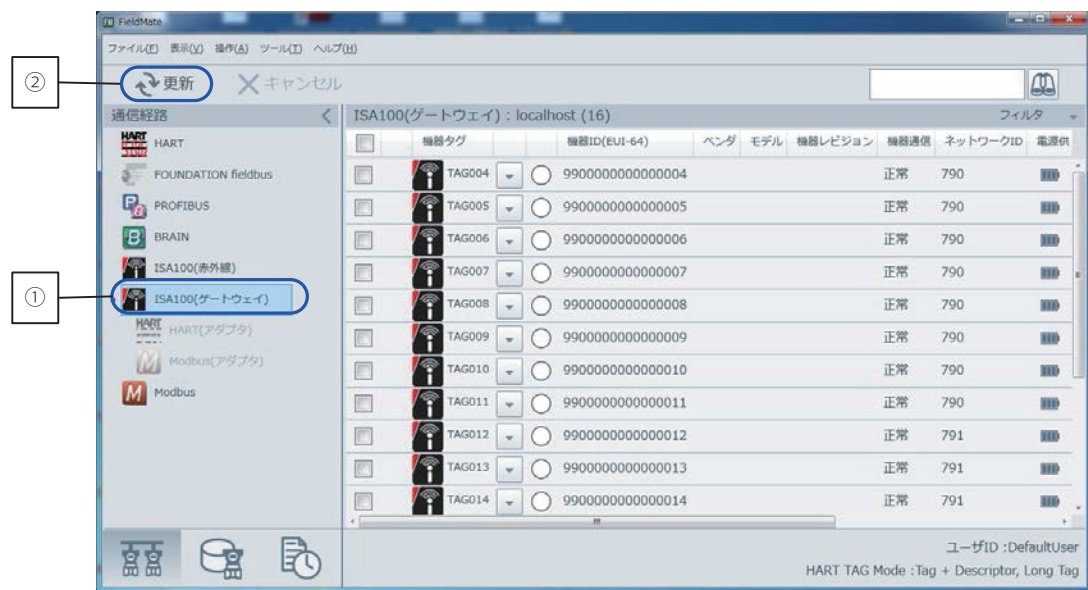 FieldMate
ファイル(F) 表示(V) 操作(A) ツール(T) ヘルプ(H)
② 更新 キャンセル
通信経路
HART HART
FOUNDATION fieldbus
PROFIBUS
B BRAIN
ISA100(赤外線)
① ISA100(ゲートウェイ)
HART HART(アダプタ)
M Modbus(アダプタ)
M Modbus
ISA100(ゲートウェイ) : localhost (16) フィルタ
機器タグ 機器ID(EUI-64) ベンダ モデル 機器レビジョン 機器通信 ネットワークID 電源供
TAG004 9900000000000004 正常 790
TAG005 9900000000000005 正常 790
TAG006 9900000000000006 正常 790
TAG007 9900000000000007 正常 790
TAG008 9900000000000008 正常 790
TAG009 9900000000000009 正常 790
TAG010 9900000000000010 正常 790
TAG011 9900000000000011 正常 790
TAG012 9900000000000012 正常 791
TAG013 9900000000000013 正常 791
TAG014 9900000000000014 正常 791
ユーザID :DefaultUser
HART TAG Mode :Tag + Descriptor, Long Tag